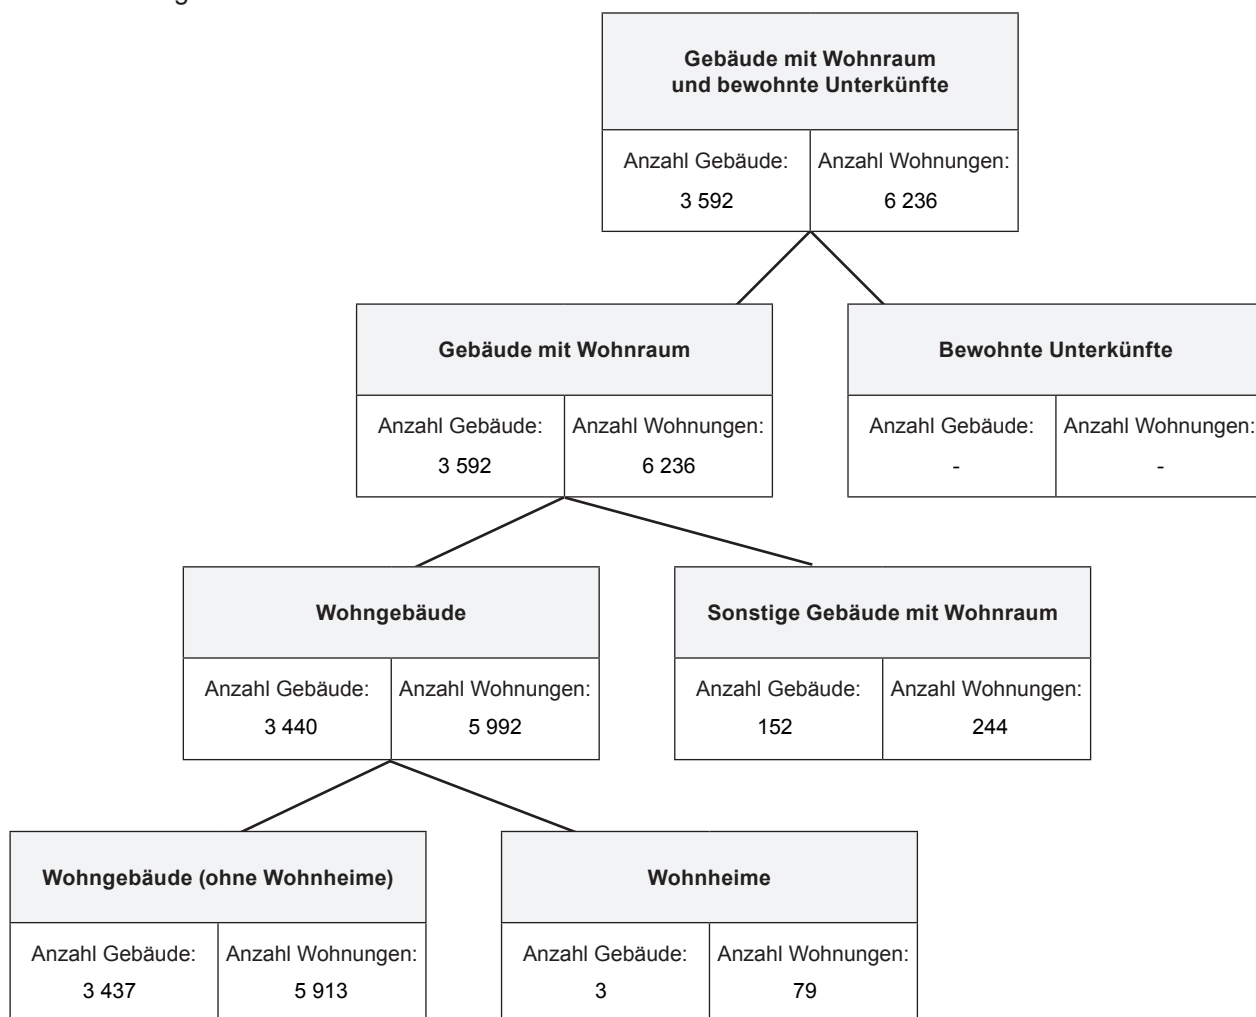 Gebäude mit Wohnraum
und bewohnte Unterkünfte
Anzahl Gebäude: Anzahl Wohnungen:
3 592 6 236
Gebäude mit Wohnraum Bewohnte Unterkünfte
Anzahl Gebäude: Anzahl Wohnungen: Anzahl Gebäude: Anzahl Wohnungen:
3 592 6 236 - -
Wohngebäude Sonstige Gebäude mit Wohnraum
Anzahl Gebäude: Anzahl Wohnungen: Anzahl Gebäude: Anzahl Wohnungen:
3 440 5 992 152 244
Wohngebäude (ohne Wohnheime) Wohnheime
Anzahl Gebäude: Anzahl Wohnungen: Anzahl Gebäude: Anzahl Wohnungen:
3 437 5 913 3 79